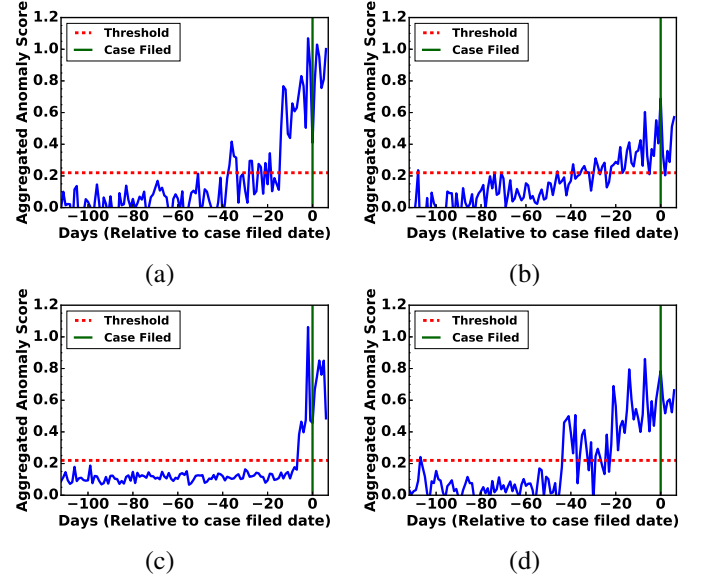 Aggregated Anomaly Score
1.2
1.0
0.8
0.6
0.4
0.2
0.0
Threshold
Case Filed
−100 −80 −60 −40 −20 0
Days (Relative to case filed date)
(a)
Aggregated Anomaly Score
1.2
1.0
0.8
0.6
0.4
0.2
0.0
Threshold
Case Filed
−100 −80 −60 −40 −20 0
Days (Relative to case filed date)
(b)
Aggregated Anomaly Score
1.2
1.0
0.8
0.6
0.4
0.2
0.0
Threshold
Case Filed
−100 −80 −60 −40 −20 0
Days (Relative to case filed date)
(c)
Aggregated Anomaly Score
1.2
1.0
0.8
0.6
0.4
0.2
0.0
Threshold
Case Filed
−100 −80 −60 −40 −20 0
Days (Relative to case filed date)
(d)